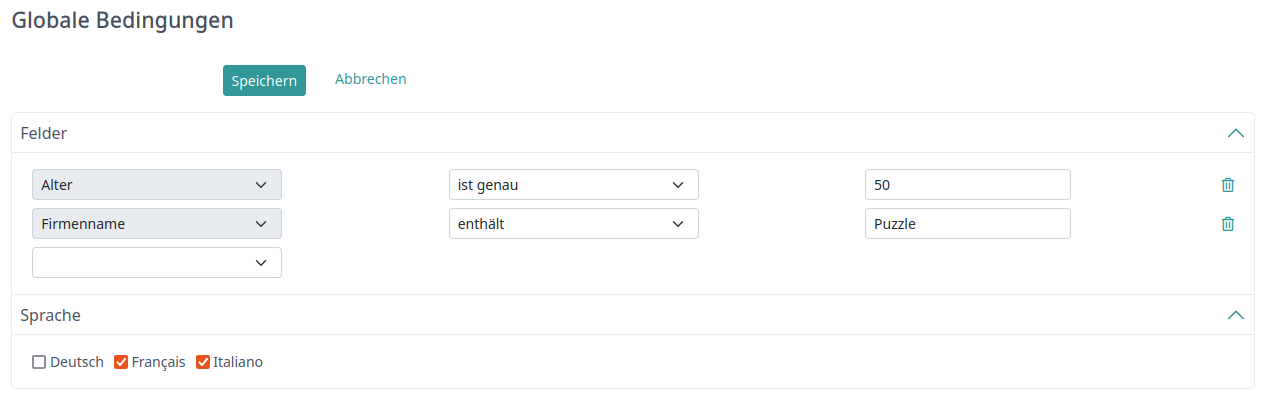 Globale Bedingungen
Speichern Abbrechen
Felder
Alter ist genau 50
Firmenname enthält Puzzle
Sprache
Deutsch Français Italiano